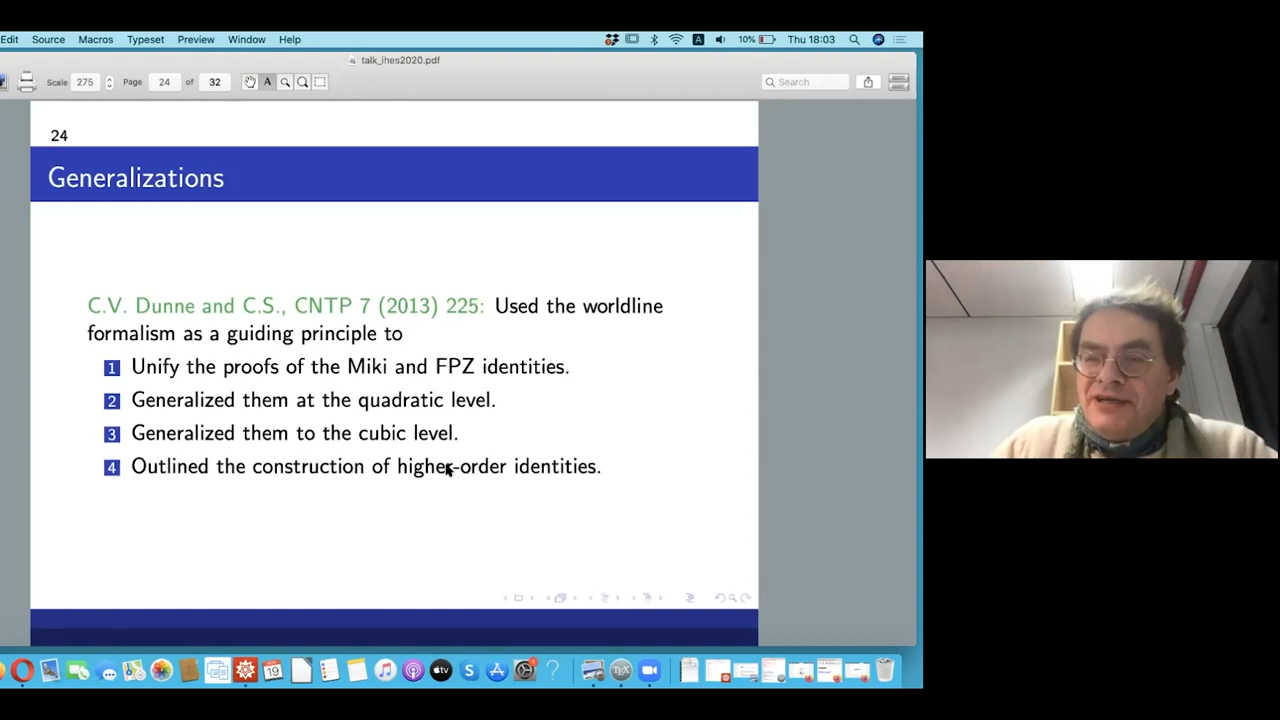 Edit Source Macros Typeset Preview Window Help
A 10% Thu 18:03
talk_ihes2020.pdf
Scale 275 Page 24 of 32 A Search
24
Generalizations
C.V. Dunne and C.S., CNTP 7 (2013) 225: Used the worldline
formalism as a guiding principle to
1 Unify the proofs of the Miki and FPZ identities.
2 Generalized them at the quadratic level.
3 Generalized them to the cubic level.
4 Outlined the construction of higher-order identities.
19 tv S TeX ?